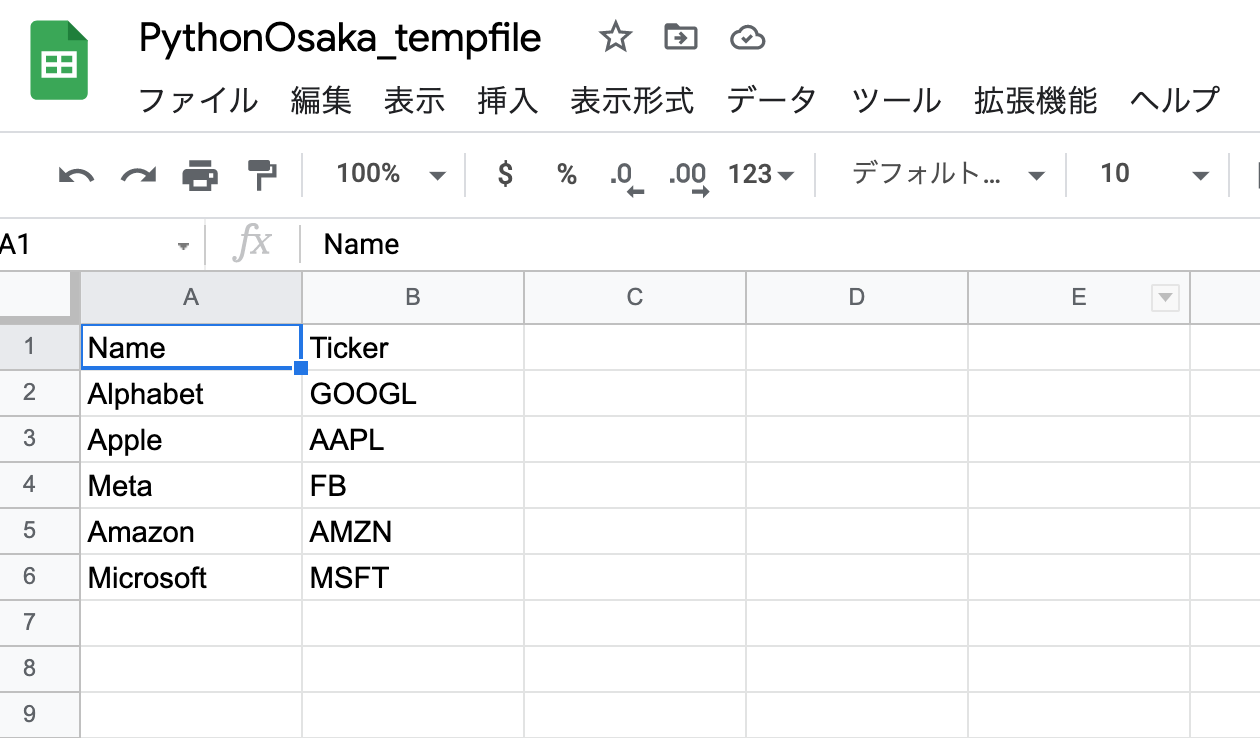 PythonOsaka_tempfile
ファイル 編集 表示 挿入 表示形式 データ ツール 拡張機能 ヘルプ
100% $ % .0 .00 123 デフォルト... 10
A1 fx Name
A B C D E
1 Name Ticker
2 Alphabet GOOGL
3 Apple AAPL
4 Meta FB
5 Amazon AMZN
6 Microsoft MSFT
7
8
9